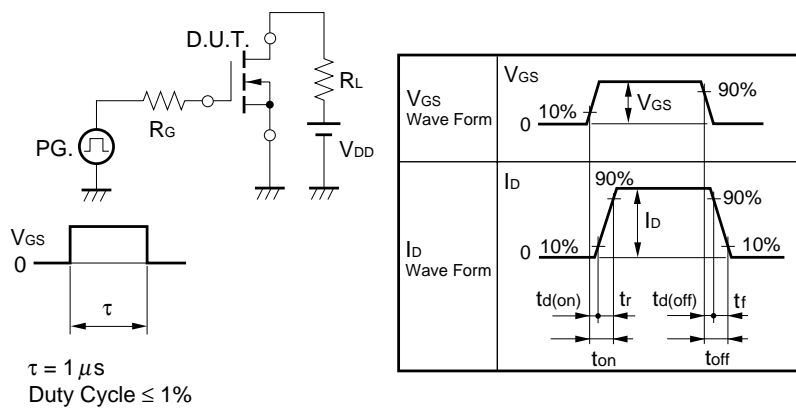 D.U.T.
RL
RG
PG.
VDD
VGS
0
τ
τ = 1 μs
Duty Cycle ≤ 1%
VGS
Wave Form
VGS
10%
0
VGS
90%
ID
Wave Form
ID
90%
90%
10%
0
ID
10%
td(on)
tr
td(off)
tf
ton
toff